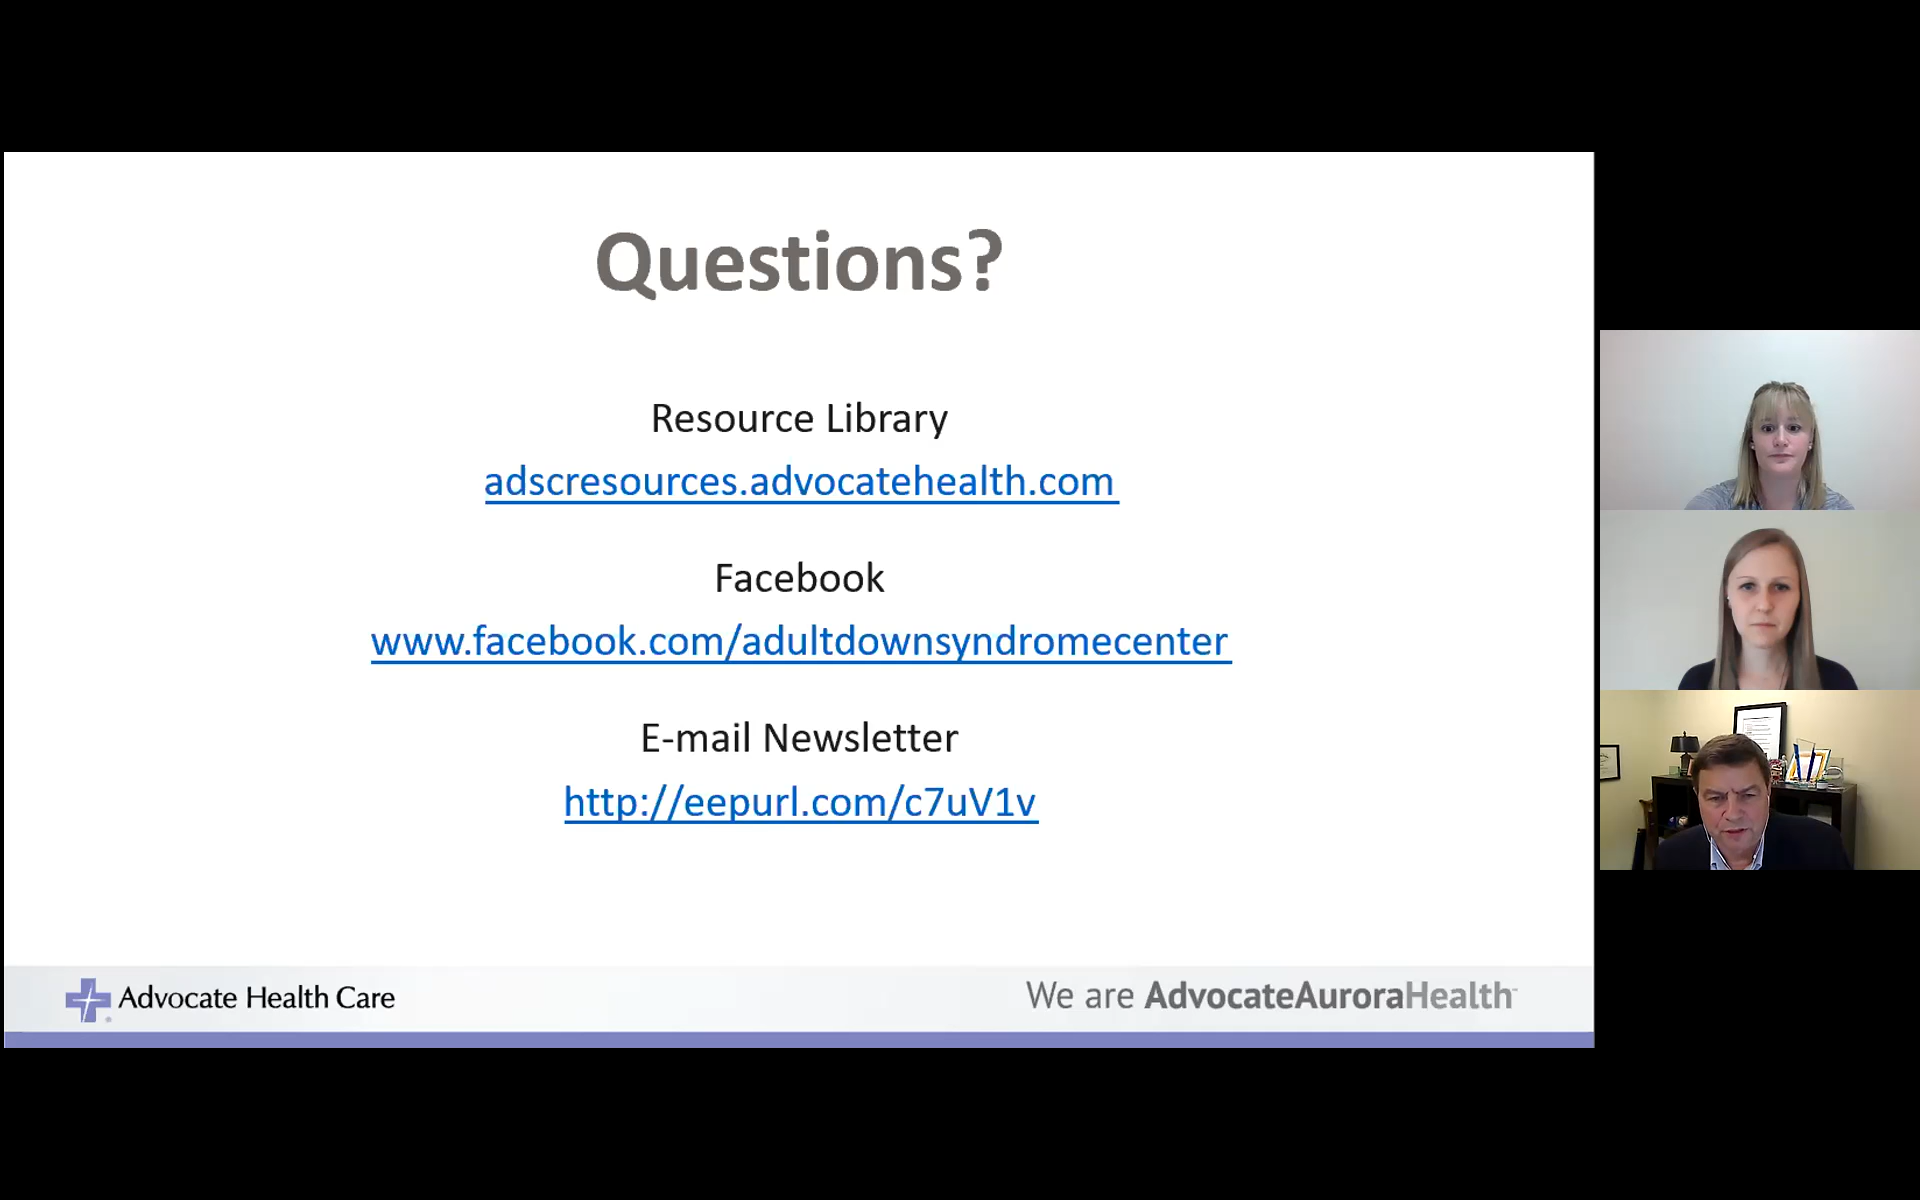 Questions?
Resource Library
adscresources.advocatehealth.com
Facebook
www.facebook.com/adultdownsyndromecenter
E-mail Newsletter
http://eepurl.com/c7uV1v
Advocate Health Care
We are AdvocateAuroraHealth